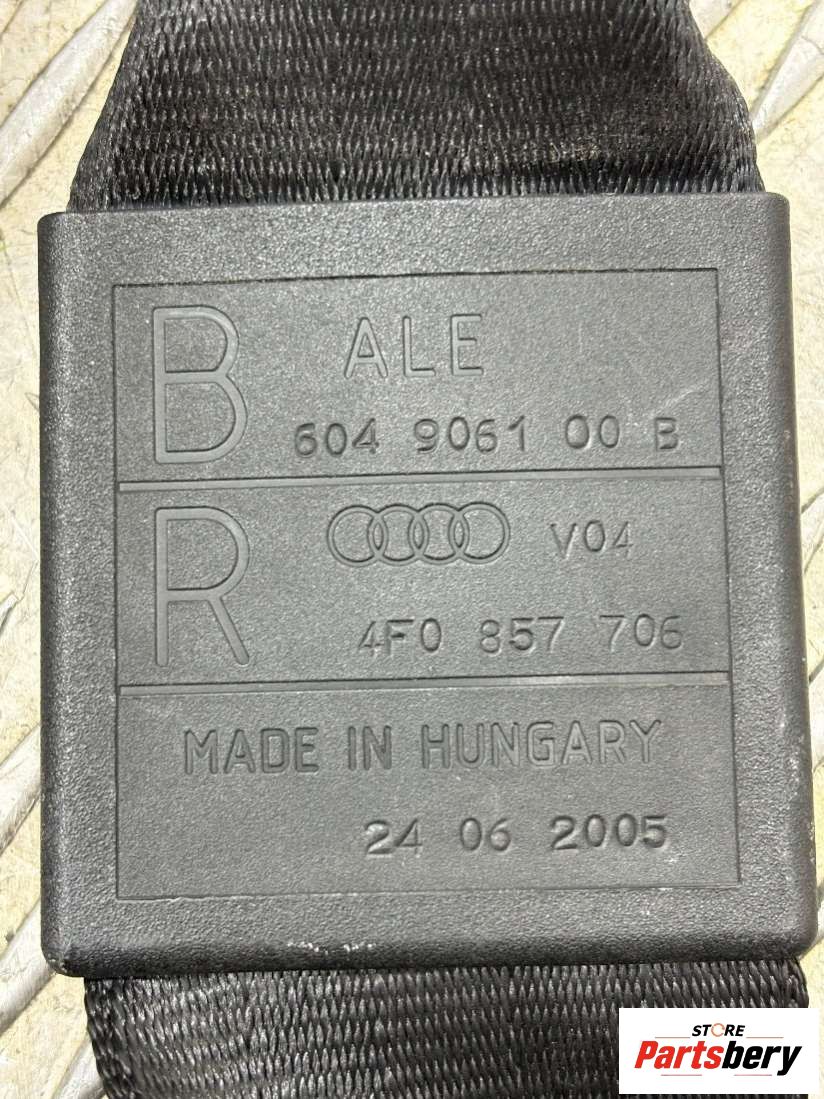 B ALE
604 9061 00 B
R V04
4F0 857 706
MADE IN HUNGARY
24 06 2005
STORE
Partsbery